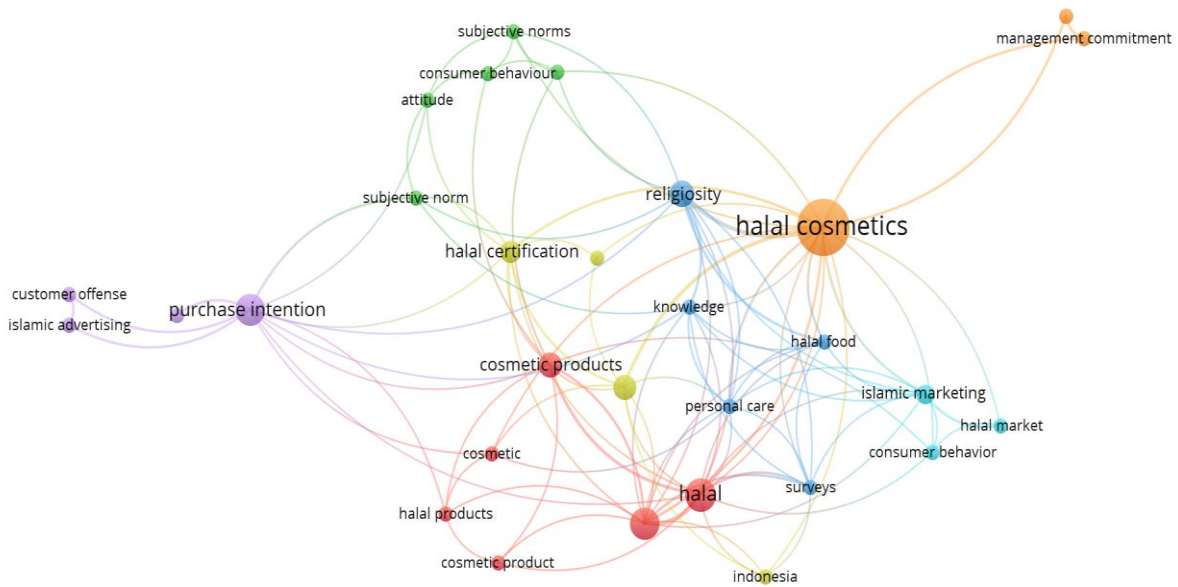 subjective norms
management commitment
consumer behaviour
attitude
religiosity
subjective norm
halal cosmetics
halal certification
customer offense
purchase intention
knowledge
islamic advertising
halal food
cosmetic products
islamic marketing
personal care
halal market
cosmetic
consumer behavior
halal
surveys
halal products
cosmetic product
indonesia